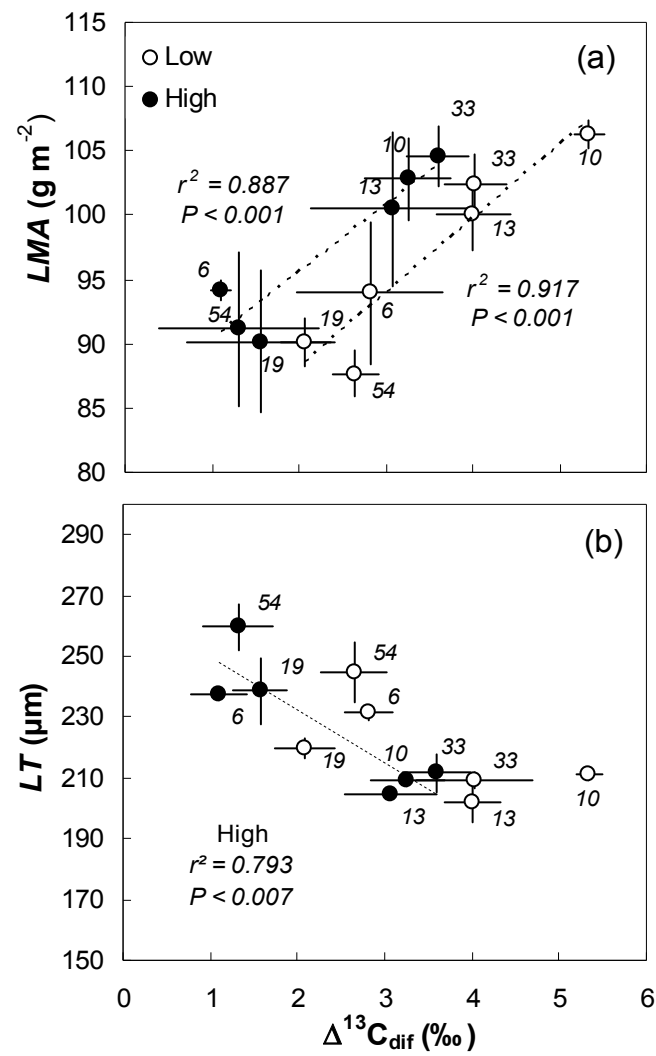 (a)
Low
High
LMA (g m⁻²)
110
105
100
95
90
85
80
r² = 0.887
P < 0.001
r² = 0.917
P < 0.001
33
10
13
6
54
19
10
33
13
6
19
54
(b)
LT (µm)
290
270
250
230
210
190
170
150
54
19
6
10
33
13
54
6
19
33
13
10
High
r² = 0.793
P < 0.007
0 1 2 3 4 5 6
Δ¹³C_dif (‰)